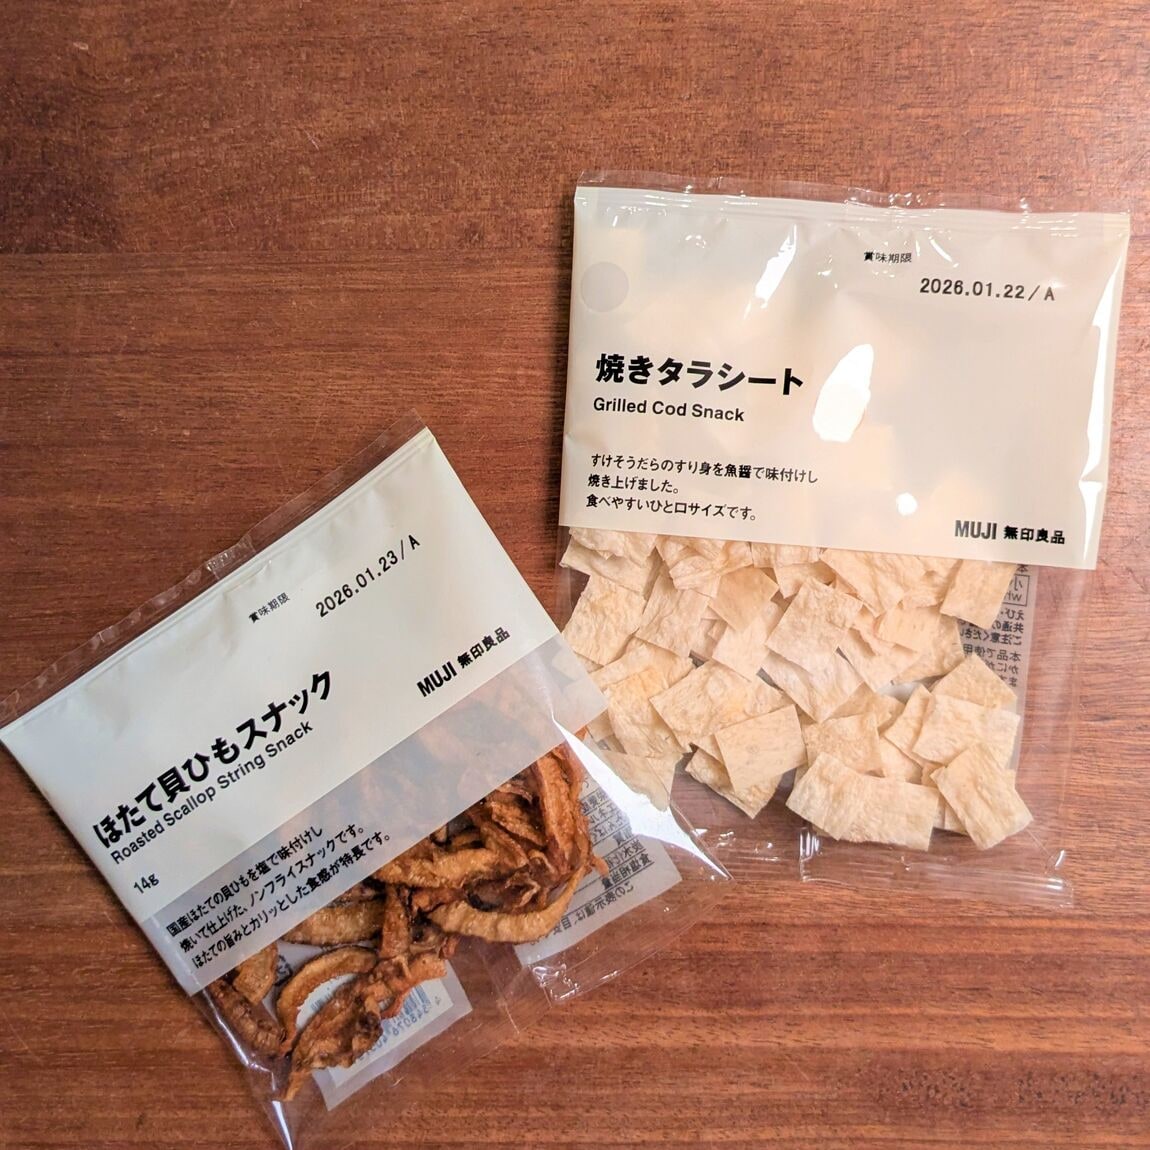 賞味期限
2026.01.22/A
焼きタラシート
Grilled Cod Snack
すけそうだらのすり身を魚醤で味付けし
焼き上げました。
食べやすいひと口サイズです。
MUJI 無印良品
賞味期限
2026.01.23/A
MUJI 無印良品
ほたて貝ひもスナック
Roasted Scallop String Snack
14g
国産ほたての貝ひもを塩で味付けし
焼いて仕上げた、ノンフライスナックです。
ほたての旨みとカリッとした食感が特長です。